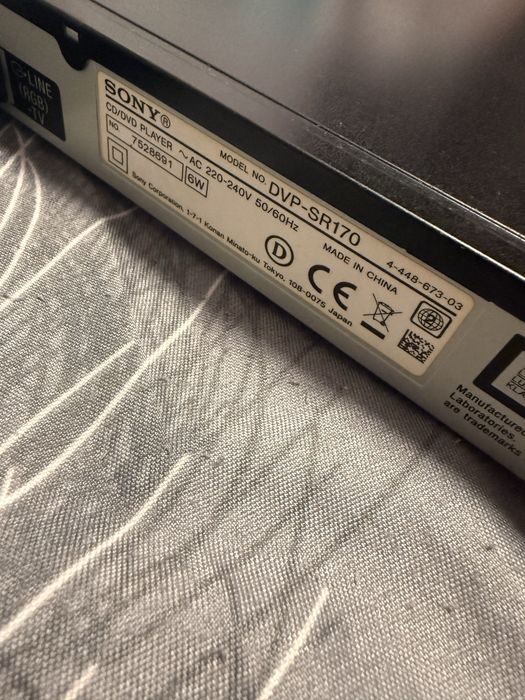 LINE
(RGB)
-TV
SONY®
CD/DVD PLAYER
MODEL NO. DVP-SR170
NO. 7528691
~ AC 220-240V 50/60Hz
6W
MADE IN CHINA
4-448-673-03
Sony Corporation, 1-7-1 Konan Minato-ku Tokyo, 108-0075 Japan
D
CE
Manufactured
Laboratories.
are trademarks